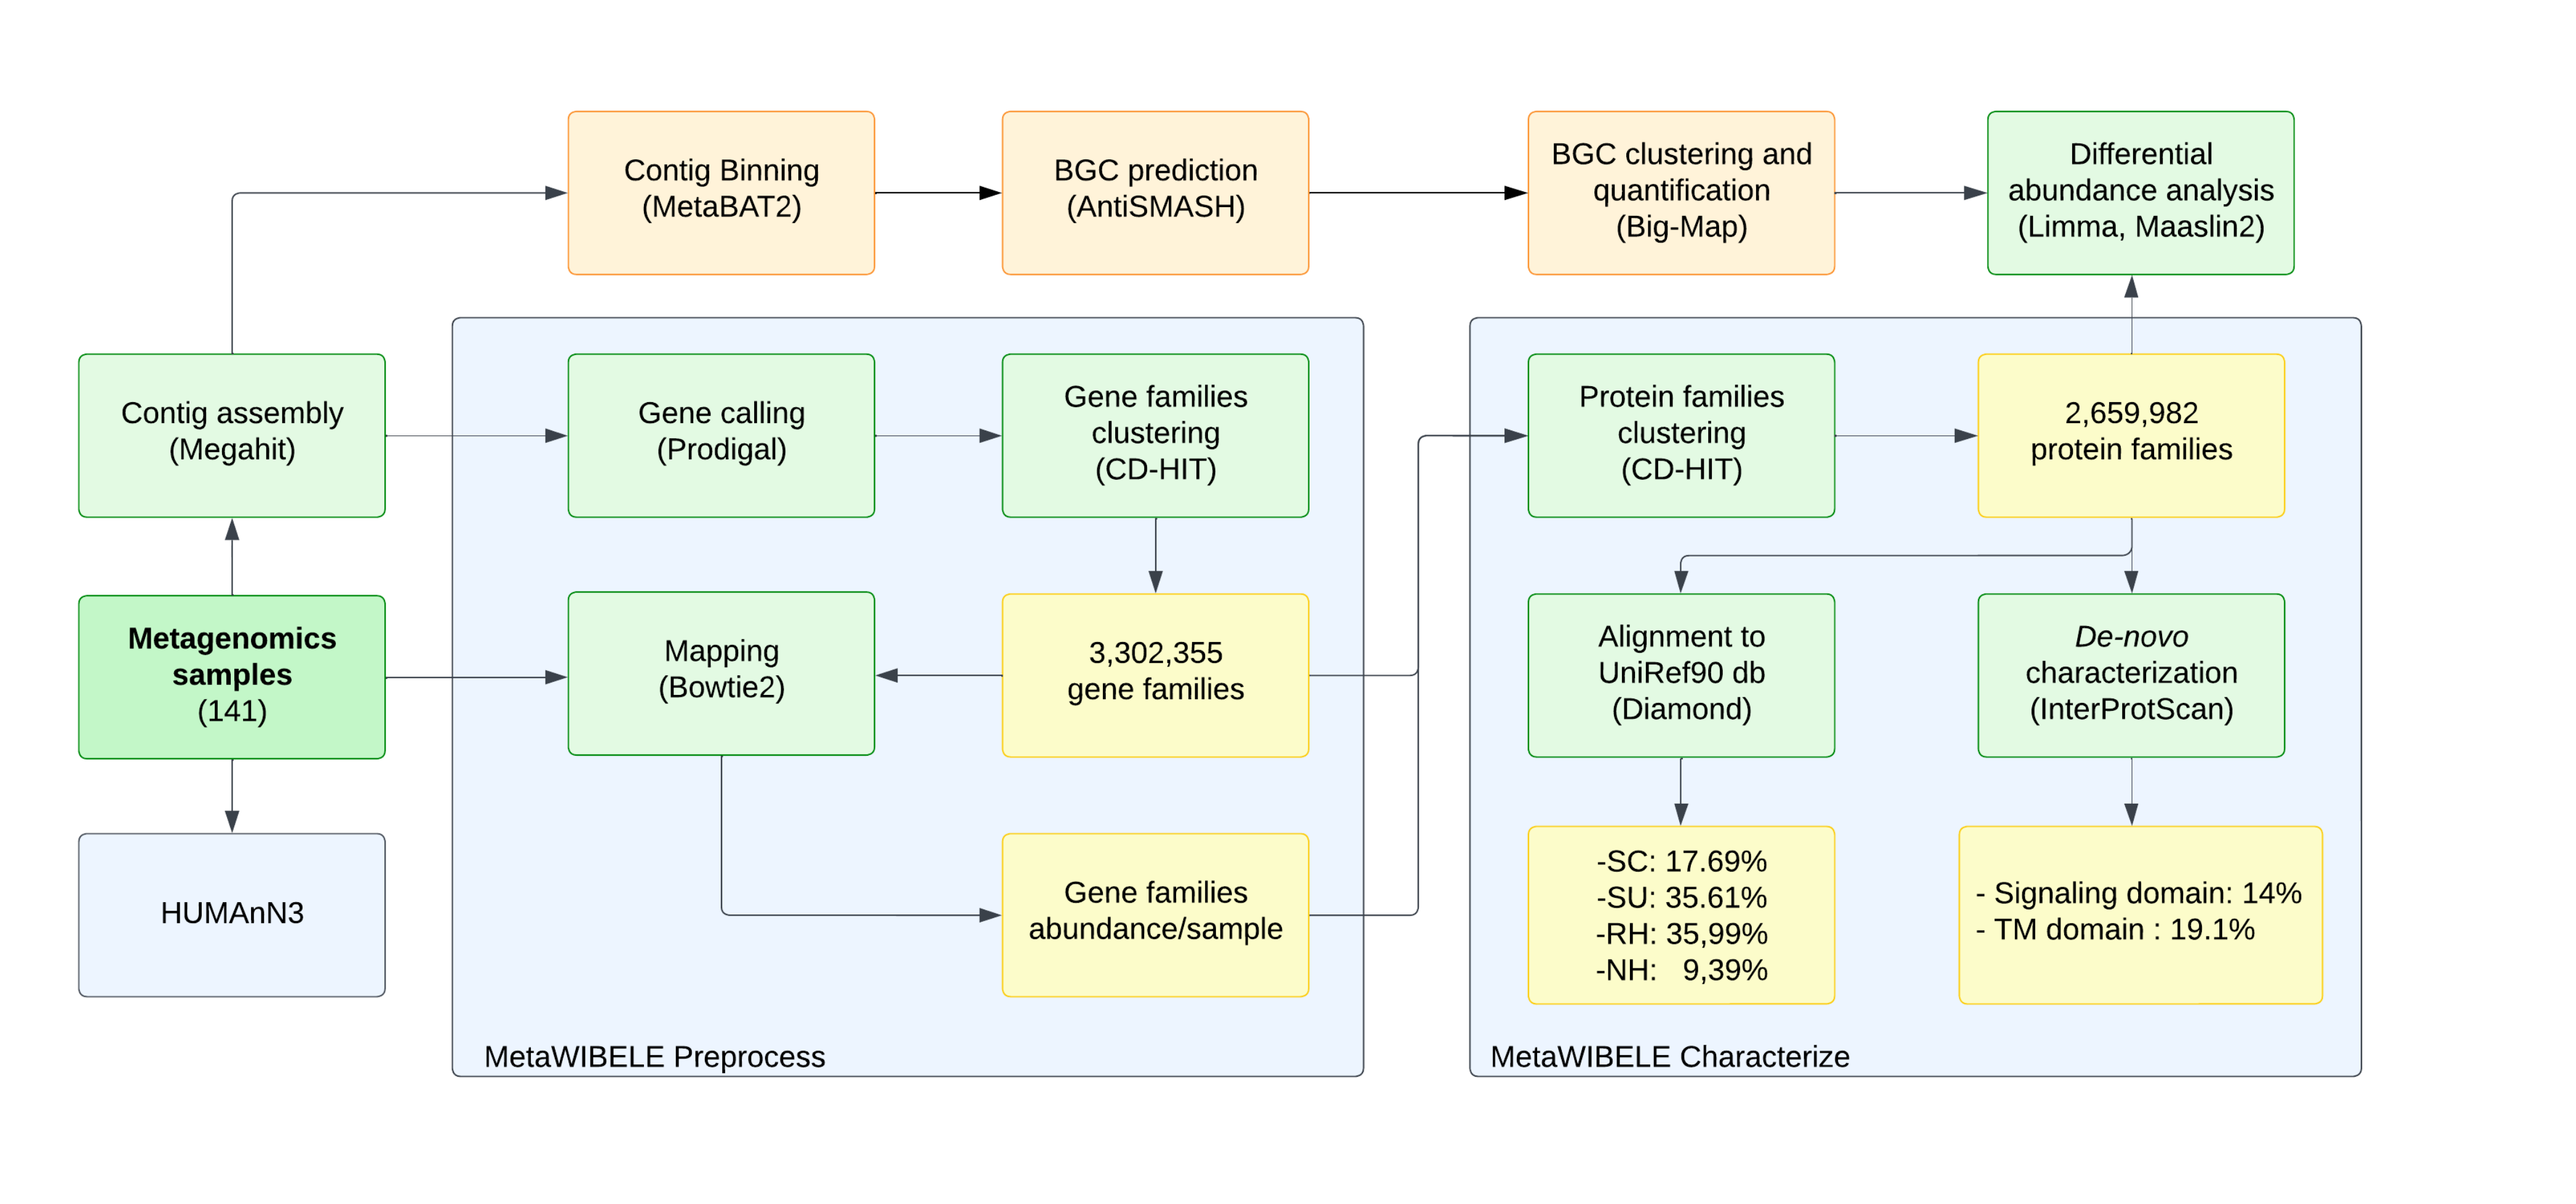 Contig Binning
(MetaBAT2)
BGC prediction
(AntiSMASH)
BGC clustering and
quantification
(Big-Map)
Differential
abundance analysis
(Limma, Maaslin2)
Contig assembly
(Megahit)
Gene calling
(Prodigal)
Gene families
clustering
(CD-HIT)
Protein families
clustering
(CD-HIT)
2,659,982
protein families
Metagenomics
samples
(141)
Mapping
(Bowtie2)
3,302,355
gene families
Alignment to
UniRef90 db
(Diamond)
De-novo
characterization
(InterProtScan)
HUMAnN3
Gene families
abundance/sample
-SC: 17.69%
-SU: 35.61%
-RH: 35,99%
-NH: 9,39%
- Signaling domain: 14%
- TM domain : 19.1%
MetaWIBELE Preprocess
MetaWIBELE Characterize